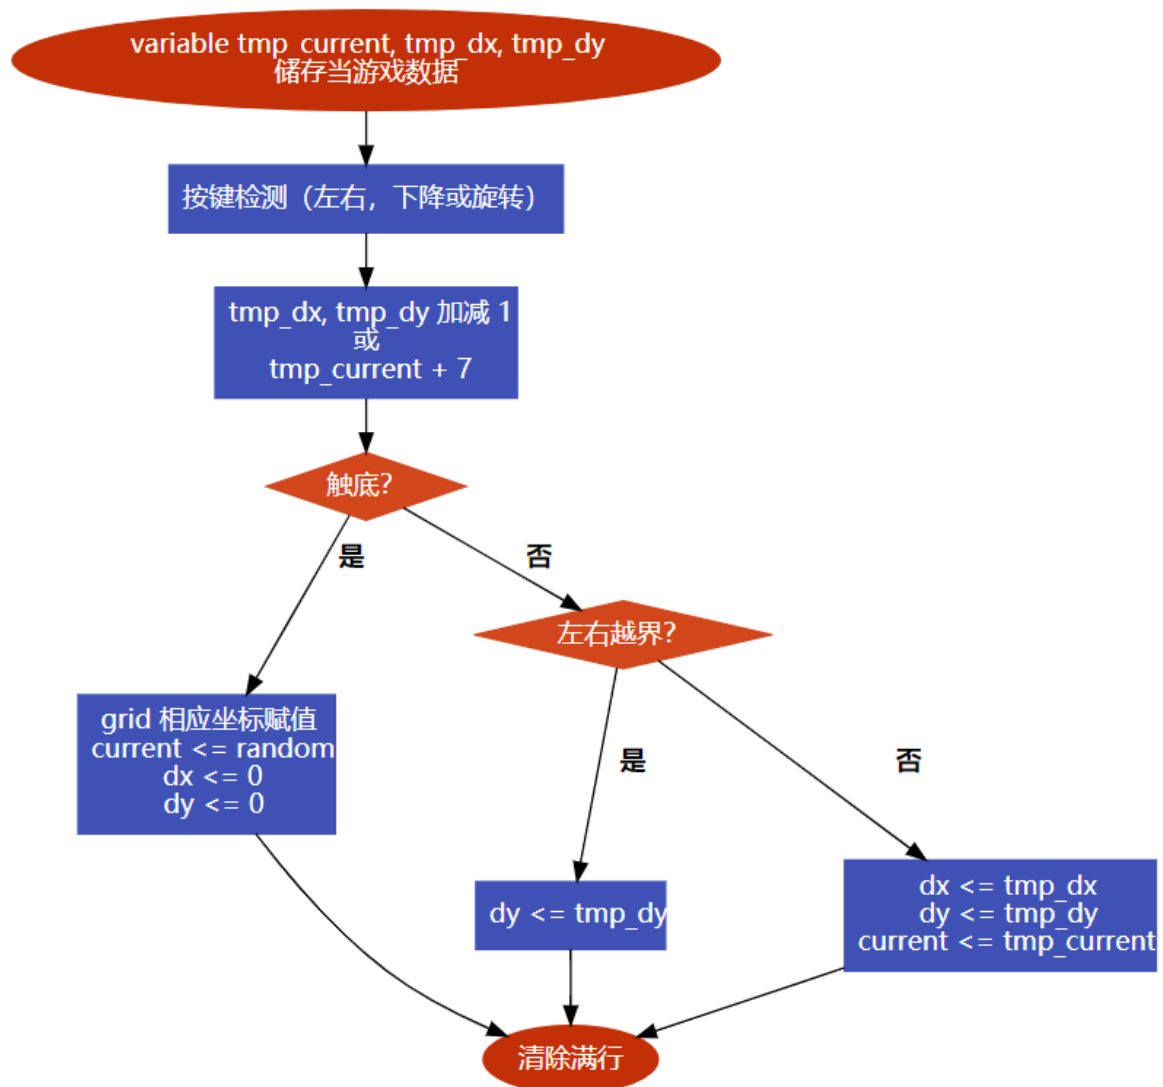 variable tmp_current, tmp_dx, tmp_dy
储存当游戏数据
按键检测（左右，下降或旋转）
tmp_dx, tmp_dy 加减 1
或
tmp_current + 7
触底?
是
否
左右越界?
grid 相应坐标赋值
current <= random
dx <= 0
dy <= 0
是
否
dy <= tmp_dy
dx <= tmp_dx
dy <= tmp_dy
current <= tmp_current
清除满行